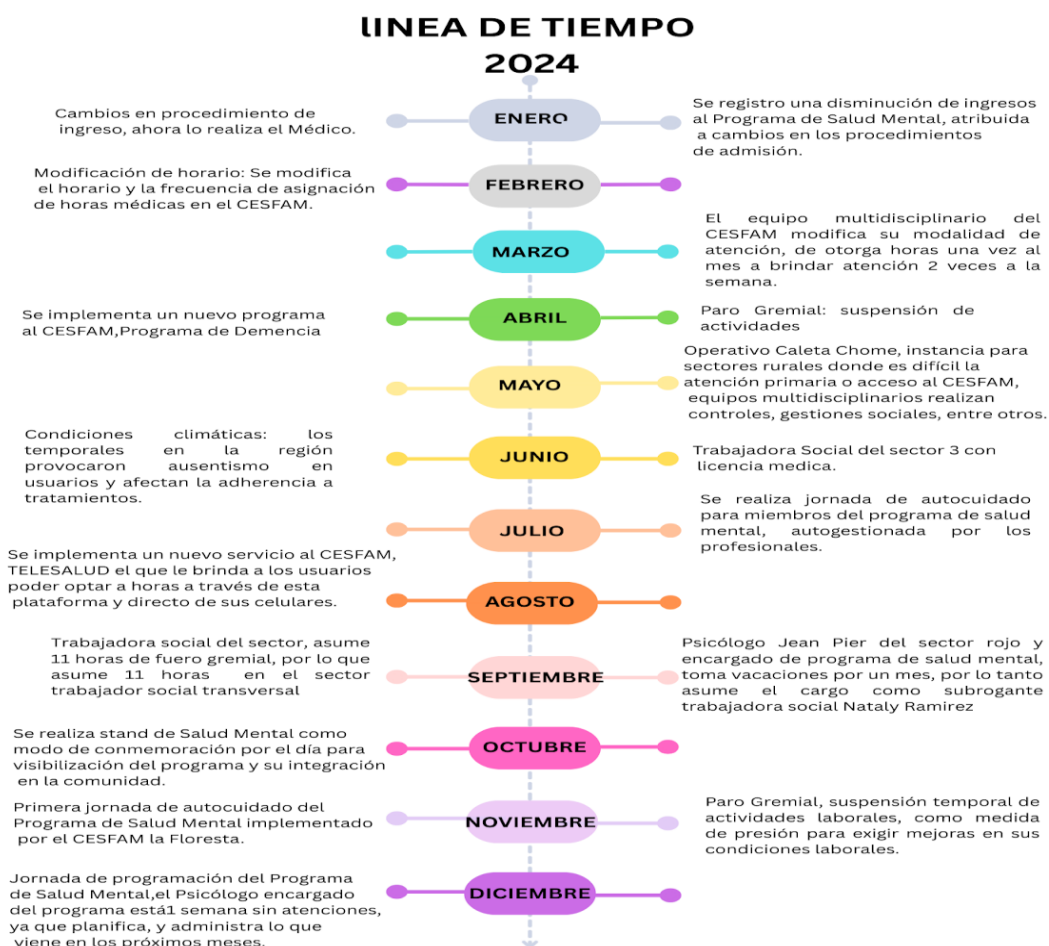 lINEA DE TIEMPO
2024
Cambios en procedimiento de
ingreso, ahora lo realiza el Médico.
ENERO
Se registro una disminución de ingresos
al Programa de Salud Mental, atribuida
a cambios en los procedimientos
de admisión.
Modificación de horario: Se modifica
el horario y la frecuencia de asignación
de horas médicas en el CESFAM.
FEBRERO
MARZO
El equipo multidisciplinario del
CESFAM modifica su modalidad de
atención, de otorga horas una vez al
mes a brindar atención 2 veces a la
semana.
Se implementa un nuevo programa
al CESFAM,Programa de Demencia
ABRIL
Paro Gremial: suspensión de
actividades
MAYO
Operativo Caleta Chome, instancia para
sectores rurales donde es difícil la
atención primaria o acceso al CESFAM,
equipos multidisciplinarios realizan
controles, gestiones sociales, entre otros.
Condiciones climáticas: los
temporales en la región
provocaron ausentismo en
usuarios y afectan la adherencia a
tratamientos.
JUNIO
Trabajadora Social del sector 3 con
licencia medica.
JULIO
Se realiza jornada de autocuidado
para miembros del programa de salud
mental, autogestionada por los
profesionales.
Se implementa un nuevo servicio al CESFAM,
TELESALUD el que le brinda a los usuarios
poder optar a horas a través de esta
plataforma y directo de sus celulares.
AGOSTO
Trabajadora social del sector, asume
11 horas de fuero gremial, por lo que
asume 11 horas en el sector
trabajador social transversal
SEPTIEMBRE
Psicólogo Jean Pier del sector rojo y
encargado de programa de salud mental,
toma vacaciones por un mes, por lo tanto
asume el cargo como subrogante
trabajadora social Nataly Ramirez
Se realiza stand de Salud Mental como
modo de conmemoración por el día para
visibilización del programa y su integración
en la comunidad.
OCTUBRE
Primera jornada de autocuidado del
Programa de Salud Mental implementado
por el CESFAM la Floresta.
NOVIEMBRE
Paro Gremial, suspensión temporal de
actividades laborales, como medida
de presión para exigir mejoras en sus
condiciones laborales.
Jornada de programación del Programa
de Salud Mental,el Psicólogo encargado
del programa está1 semana sin atenciones,
ya que planifica, y administra lo que
viene en los próximos meses.
DICIEMBRE